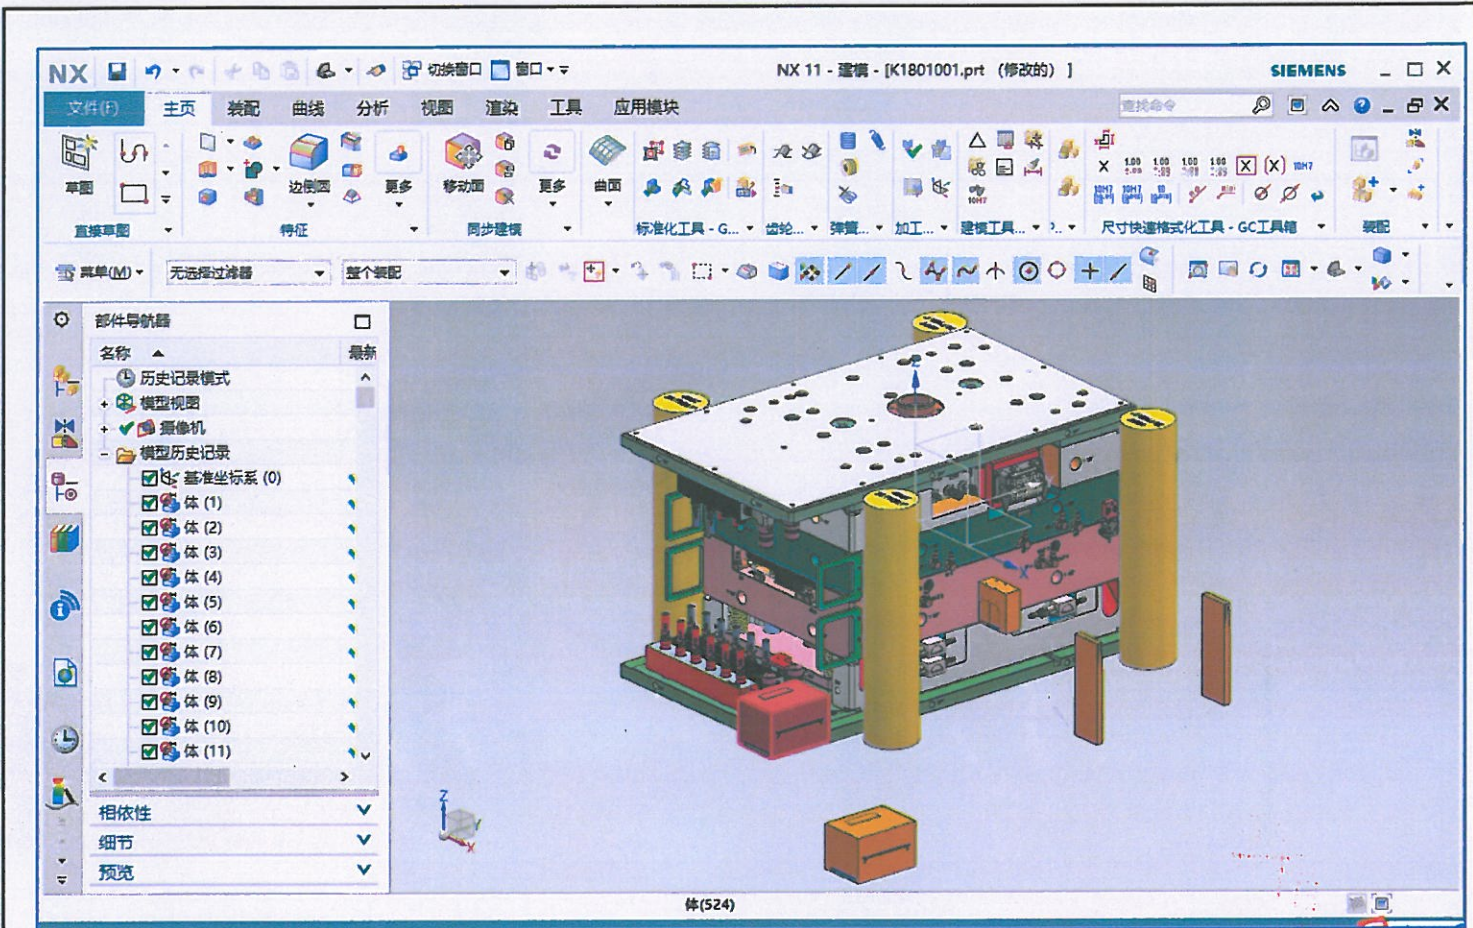 NX 切换窗口 窗口 NX 11 - 建模 - [K1801001.prt （修改的） ] SIEMENS
文件(F) 主页 装配 曲线 分析 视图 渲染 工具 应用模块 查找命令
草图 边倒圆 更多 移动面 更多 曲面
直接草图 特征 同步建模 标准化工具 - G... 齿轮... 弹簧... 加工... 建模工具... 尺寸快速格式化工具 - GC工具箱 装配
菜单(M) 无选择过滤器 整个装配
部件导航器
名称 最新
历史记录模式
模型视图
摄像机
模型历史记录
基准坐标系 (0)
体 (1)
体 (2)
体 (3)
体 (4)
体 (5)
体 (6)
体 (7)
体 (8)
体 (9)
体 (10)
体 (11)
相依性
细节
预览
Z
X
Z
Y
X
体(524)